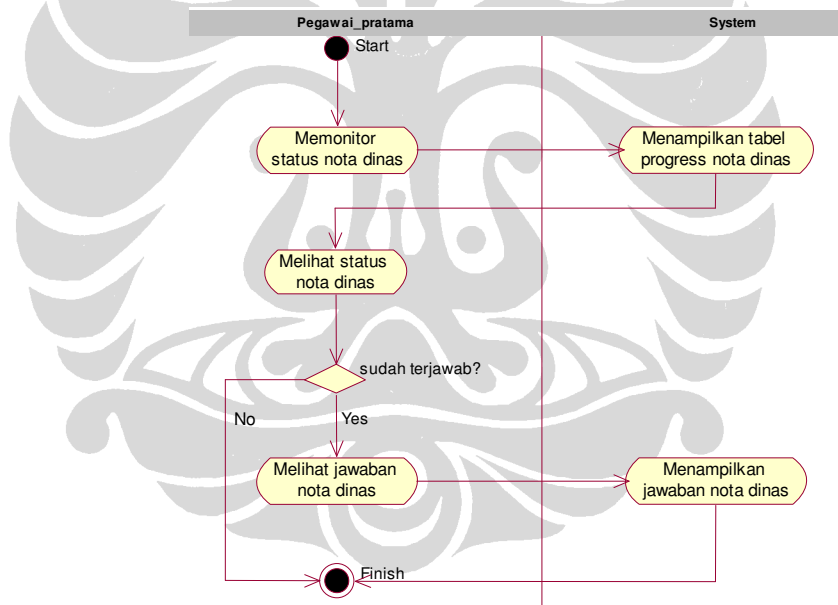 Pegawai_pratama
System
Start
Memonitor
status nota dinas
Menampilkan tabel
progress nota dinas
Melihat status
nota dinas
sudah terjawab?
No
Yes
Melihat jawaban
nota dinas
Menampilkan
jawaban nota dinas
Finish